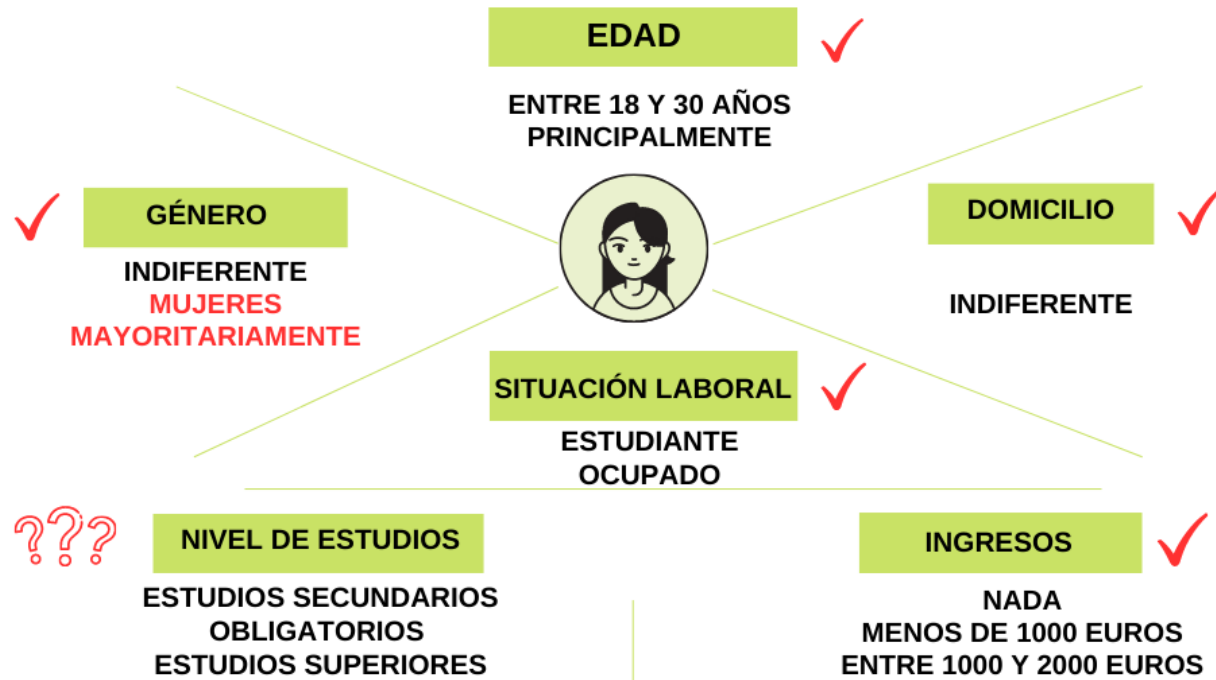 EDAD
ENTRE 18 Y 30 AÑOS
PRINCIPALMENTE
GÉNERO
INDIFERENTE
MUJERES
MAYORITARIAMENTE
DOMICILIO
INDIFERENTE
SITUACIÓN LABORAL
ESTUDIANTE
OCUPADO
???
NIVEL DE ESTUDIOS
ESTUDIOS SECUNDARIOS
OBLIGATORIOS
ESTUDIOS SUPERIORES
INGRESOS
NADA
MENOS DE 1000 EUROS
ENTRE 1000 Y 2000 EUROS